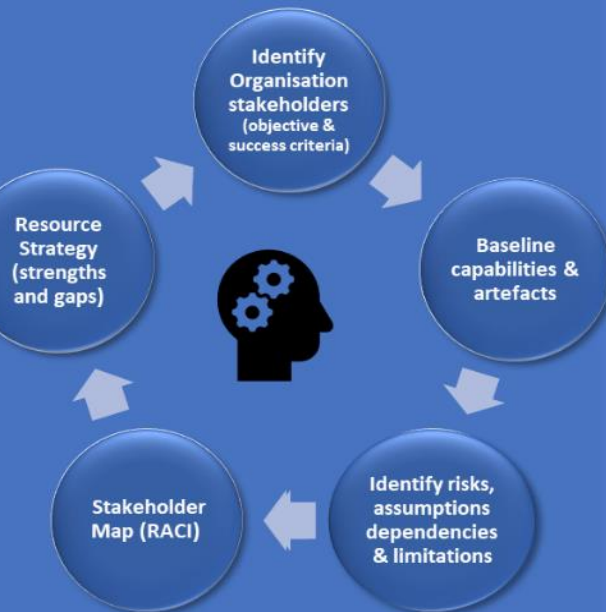 Identify
Organisation
stakeholders
(objective &
success criteria)
Baseline
capabilities &
artefacts
Identify risks,
assumptions
dependencies
& limitations
Stakeholder
Map (RACI)
Resource
Strategy
(strengths
and gaps)